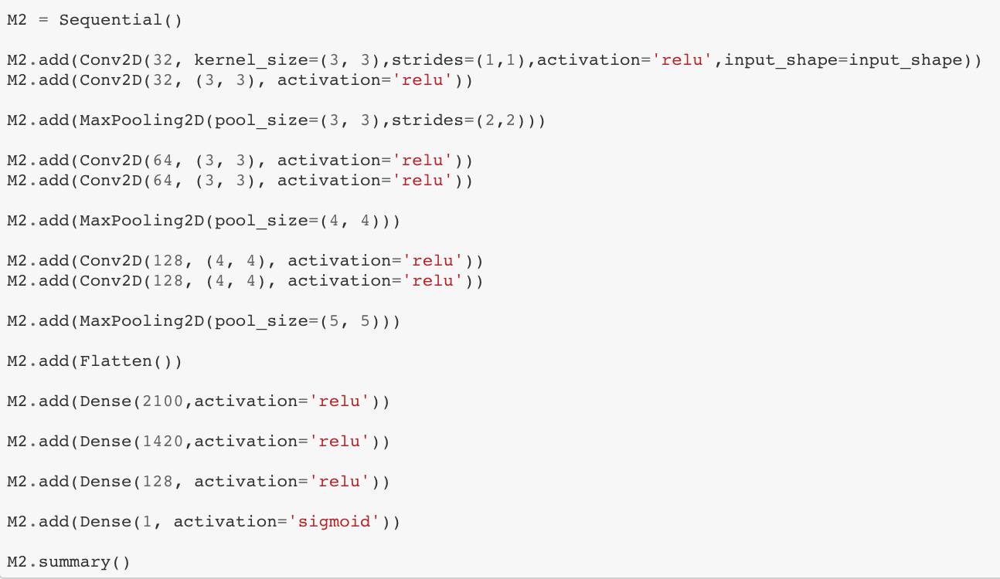 M2 = Sequential()
M2.add(Conv2D(32, kernel_size=(3, 3),strides=(1,1),activation='relu',input_shape=input_shape))
M2.add(Conv2D(32, (3, 3), activation='relu'))
M2.add(MaxPooling2D(pool_size=(3, 3),strides=(2,2)))
M2.add(Conv2D(64, (3, 3), activation='relu'))
M2.add(Conv2D(64, (3, 3), activation='relu'))
M2.add(MaxPooling2D(pool_size=(4, 4)))
M2.add(Conv2D(128, (4, 4), activation='relu'))
M2.add(Conv2D(128, (4, 4), activation='relu'))
M2.add(MaxPooling2D(pool_size=(5, 5)))
M2.add(Flatten())
M2.add(Dense(2100,activation='relu'))
M2.add(Dense(1420,activation='relu'))
M2.add(Dense(128, activation='relu'))
M2.add(Dense(1, activation='sigmoid'))
M2.summary()